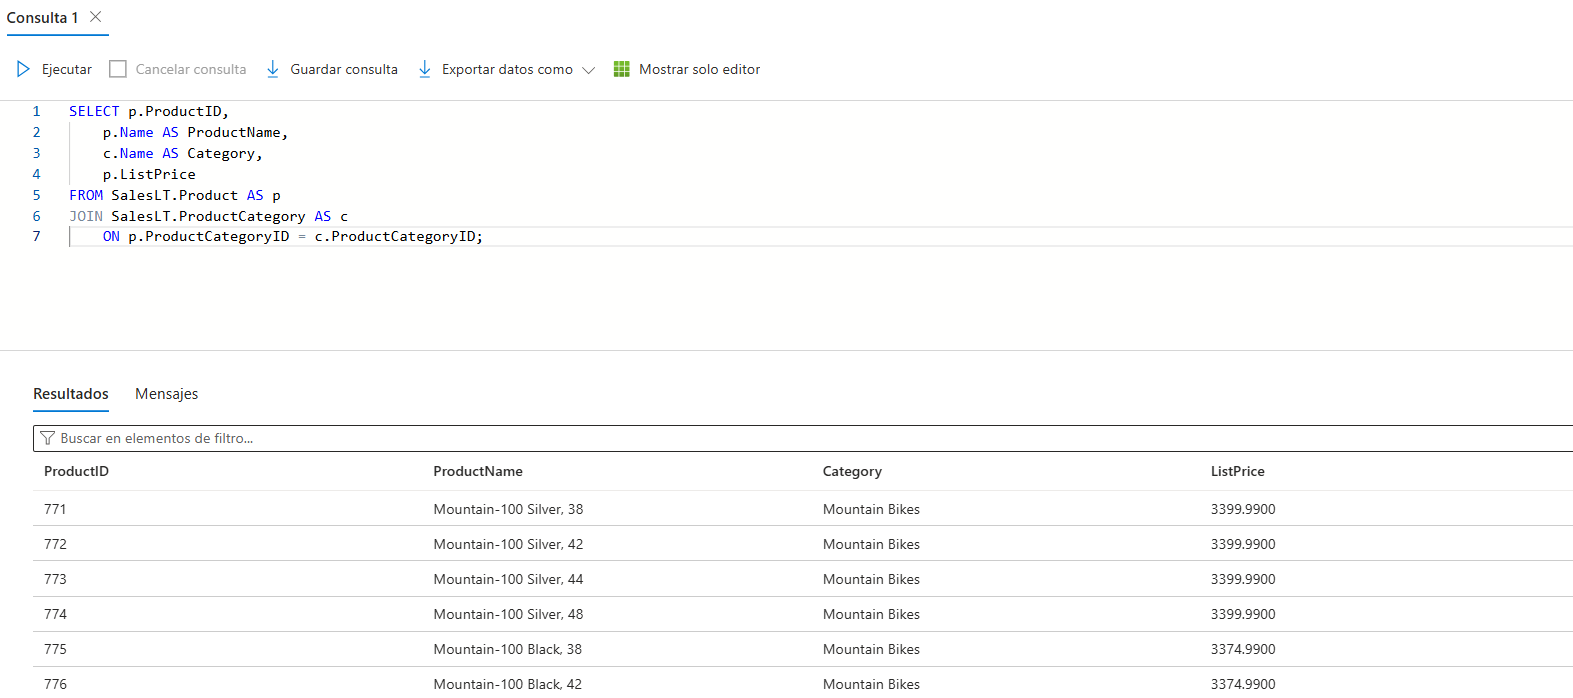 Consulta 1
Ejecutar Cancelar consulta Guardar consulta Exportar datos como Mostrar solo editor
1 SELECT p.ProductID,
2 p.Name AS ProductName,
3 c.Name AS Category,
4 p.ListPrice
5 FROM SalesLT.Product AS p
6 JOIN SalesLT.ProductCategory AS c
7 ON p.ProductCategoryID = c.ProductCategoryID;
Resultados Mensajes
Buscar en elementos de filtro...
ProductID ProductName Category ListPrice
771 Mountain-100 Silver, 38 Mountain Bikes 3399.9900
772 Mountain-100 Silver, 42 Mountain Bikes 3399.9900
773 Mountain-100 Silver, 44 Mountain Bikes 3399.9900
774 Mountain-100 Silver, 48 Mountain Bikes 3399.9900
775 Mountain-100 Black, 38 Mountain Bikes 3374.9900
776 Mountain-100 Black, 42 Mountain Bikes 3374.9900